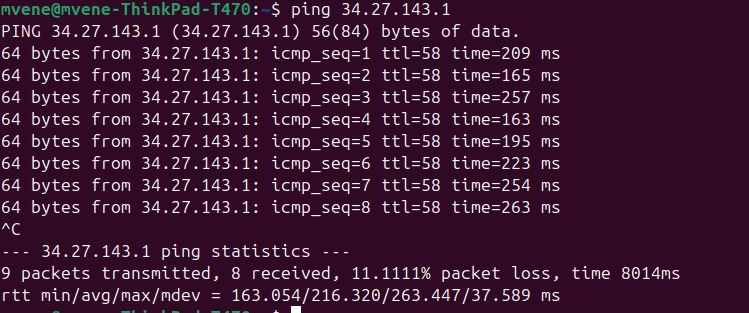 mvene@mvene-ThinkPad-T470:~$ ping 34.27.143.1
PING 34.27.143.1 (34.27.143.1) 56(84) bytes of data.
64 bytes from 34.27.143.1: icmp_seq=1 ttl=58 time=209 ms
64 bytes from 34.27.143.1: icmp_seq=2 ttl=58 time=165 ms
64 bytes from 34.27.143.1: icmp_seq=3 ttl=58 time=257 ms
64 bytes from 34.27.143.1: icmp_seq=4 ttl=58 time=163 ms
64 bytes from 34.27.143.1: icmp_seq=5 ttl=58 time=195 ms
64 bytes from 34.27.143.1: icmp_seq=6 ttl=58 time=223 ms
64 bytes from 34.27.143.1: icmp_seq=7 ttl=58 time=254 ms
64 bytes from 34.27.143.1: icmp_seq=8 ttl=58 time=263 ms
^C
--- 34.27.143.1 ping statistics ---
9 packets transmitted, 8 received, 11.1111% packet loss, time 8014ms
rtt min/avg/max/mdev = 163.054/216.320/263.447/37.589 ms
mvene@mvene-ThinkPad-T470:~$